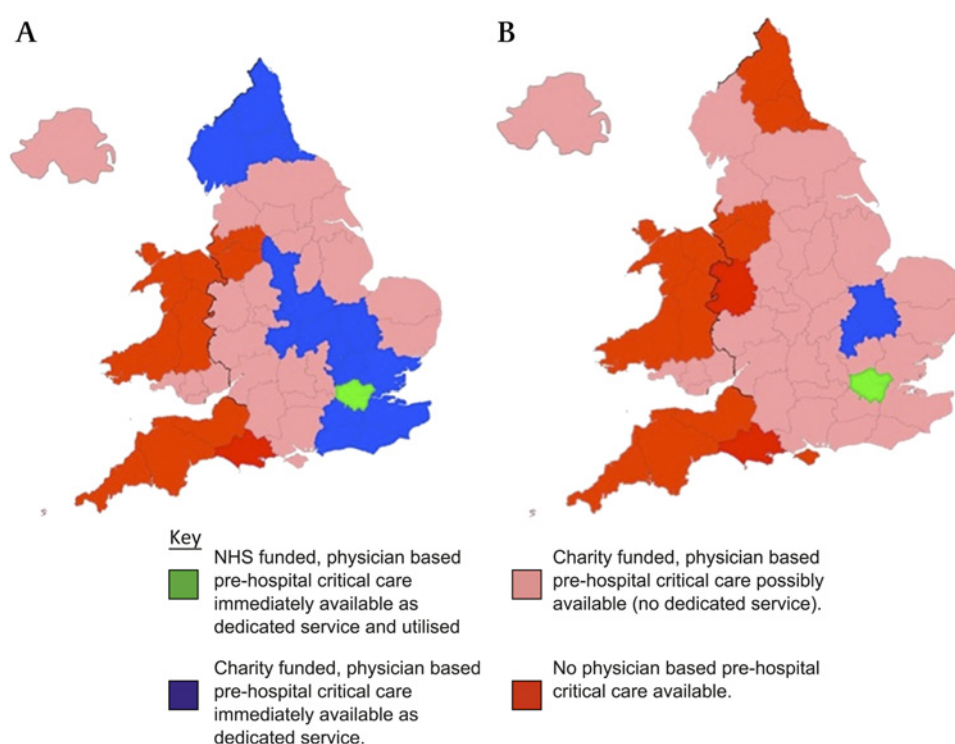 A
B
Key
NHS funded, physician based
pre-hospital critical care
immediately available as
dedicated service and utilised
Charity funded, physician based
pre-hospital critical care
immediately available as
dedicated service.
Charity funded, physician based
pre-hospital critical care possibly
available (no dedicated service).
No physician based pre-hospital
critical care available.